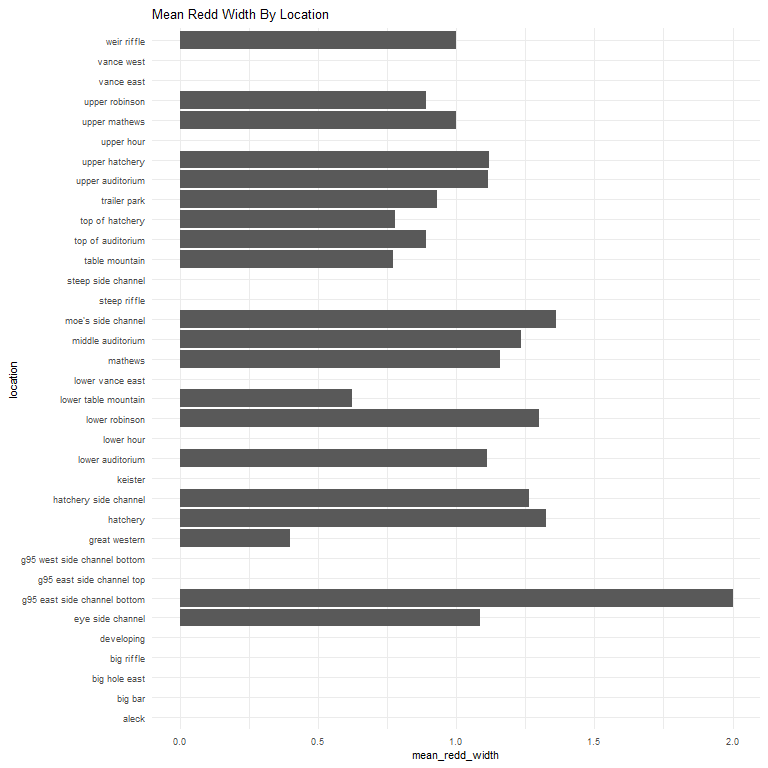 Mean Redd Width By Location
weir riffle
vance west
vance east
upper robinson
upper mathews
upper hour
upper hatchery
upper auditorium
trailer park
top of hatchery
top of auditorium
table mountain
steep side channel
steep riffle
moe's side channel
middle auditorium
mathews
lower vance east
lower table mountain
lower robinson
lower hour
lower auditorium
keister
hatchery side channel
hatchery
great western
g95 west side channel bottom
g95 east side channel top
g95 east side channel bottom
eye side channel
developing
big riffle
big hole east
big bar
aleck
location
0.0 0.5 1.0 1.5 2.0
mean_redd_width